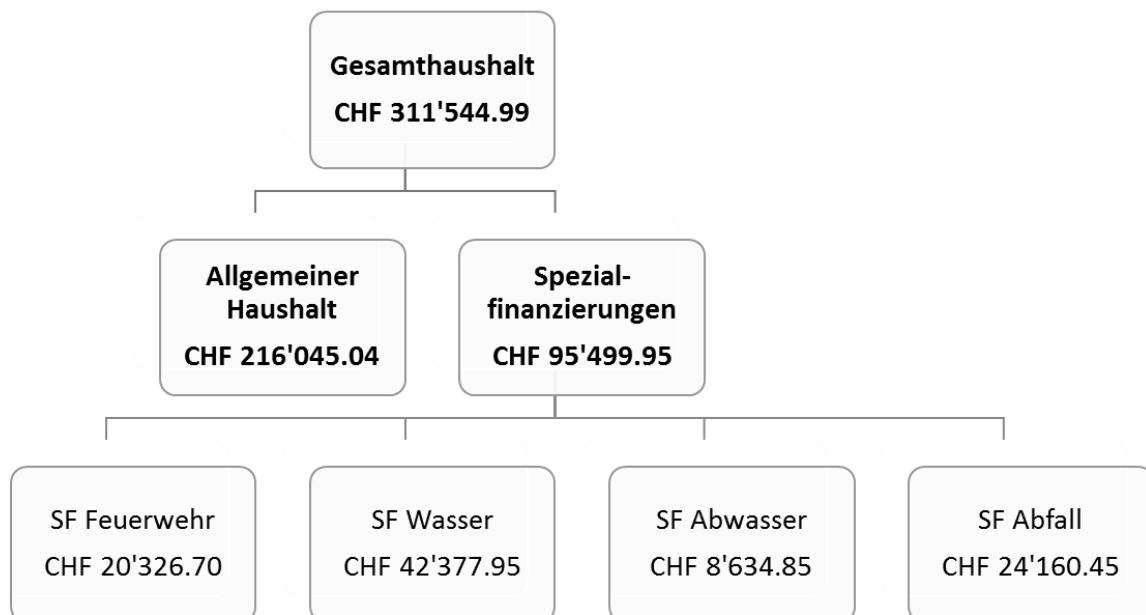 Gesamthaushalt
CHF 311'544.99
Allgemeiner
Haushalt
CHF 216'045.04
Spezial-
finanzierungen
CHF 95'499.95
SF Feuerwehr
CHF 20'326.70
SF Wasser
CHF 42'377.95
SF Abwasser
CHF 8'634.85
SF Abfall
CHF 24'160.45